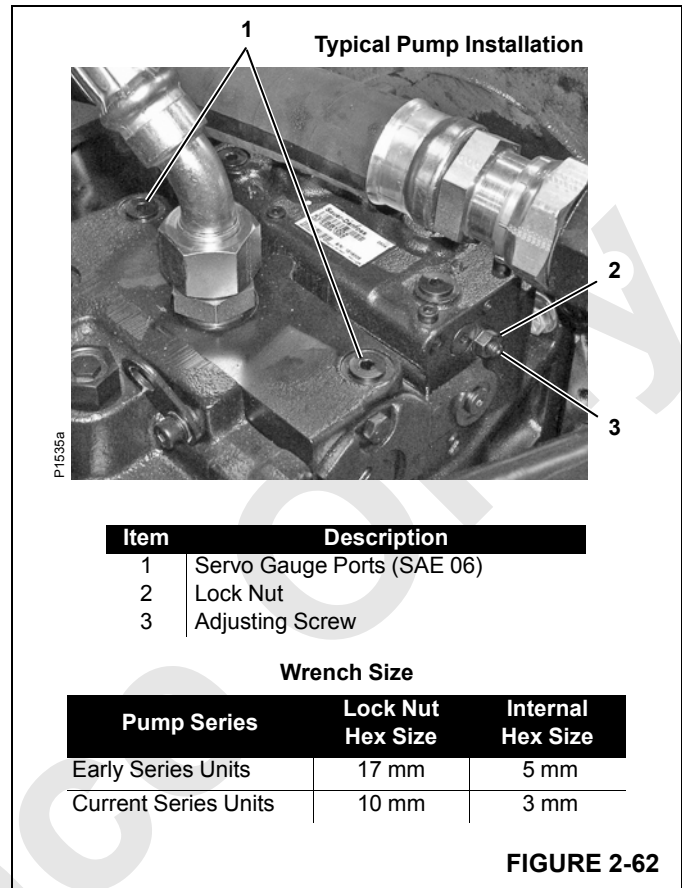 1
Typical Pump Installation
Sauer-Danfoss
2
3
P1535a
Item Description
1 Servo Gauge Ports (SAE 06)
2 Lock Nut
3 Adjusting Screw
Wrench Size
Pump Series Lock Nut Hex Size Internal Hex Size
Early Series Units 17 mm 5 mm
Current Series Units 10 mm 3 mm
FIGURE 2-62